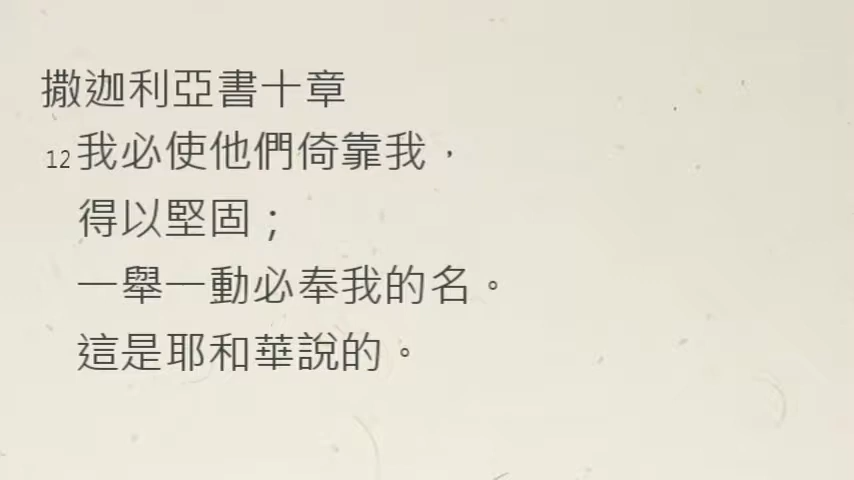 撒迦利亞書十章
12我必使他們倚靠我，
得以堅固；
一舉一動必奉我的名。
這是耶和華說的。